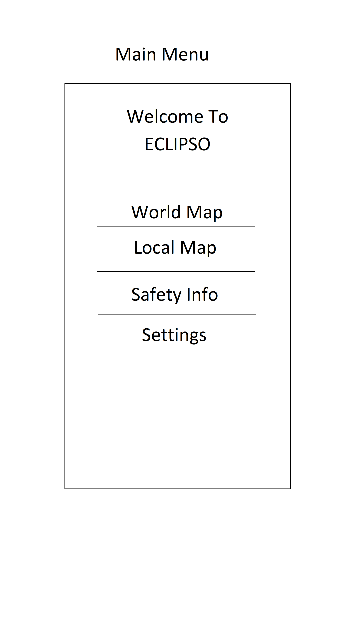 Main Menu
Welcome To
ECLIPSO
World Map
Local Map
Safety Info
Settings